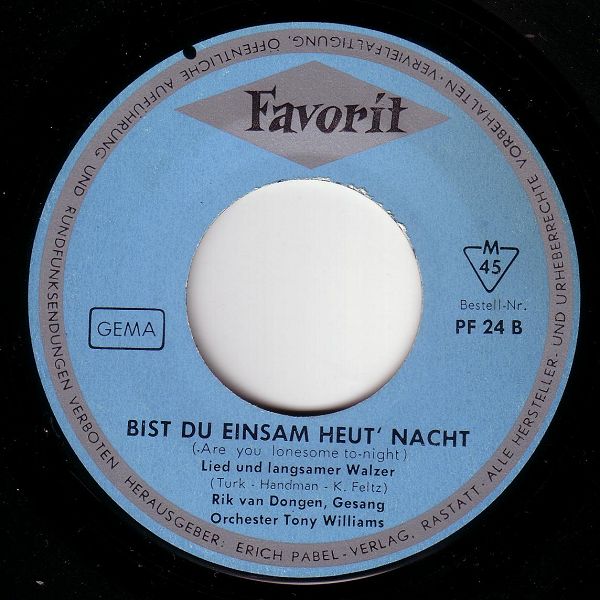 Favorit
M
45
Bestell-Nr.
PF 24 B
GEMA
BiST DU EINSAM HEUT' NACHT
(Are you lonesome to-night)
Lied und langsamer Walzer
(Turk - Handman - K. Feltz)
Rik van Dongen, Gesang
Orchester Tony Williams
HERAUSGEBER: ERICH PABEL-VERLAG, RASTATT · ALLE HERSTELLER- UND URHEBERRECHTE VORBEHALTEN · VERVIELFÄLTIGUNG, ÖFFENTLICHE AUFFÜHRUNG UND RUNDFUNKSENDUNGEN VERBOTEN